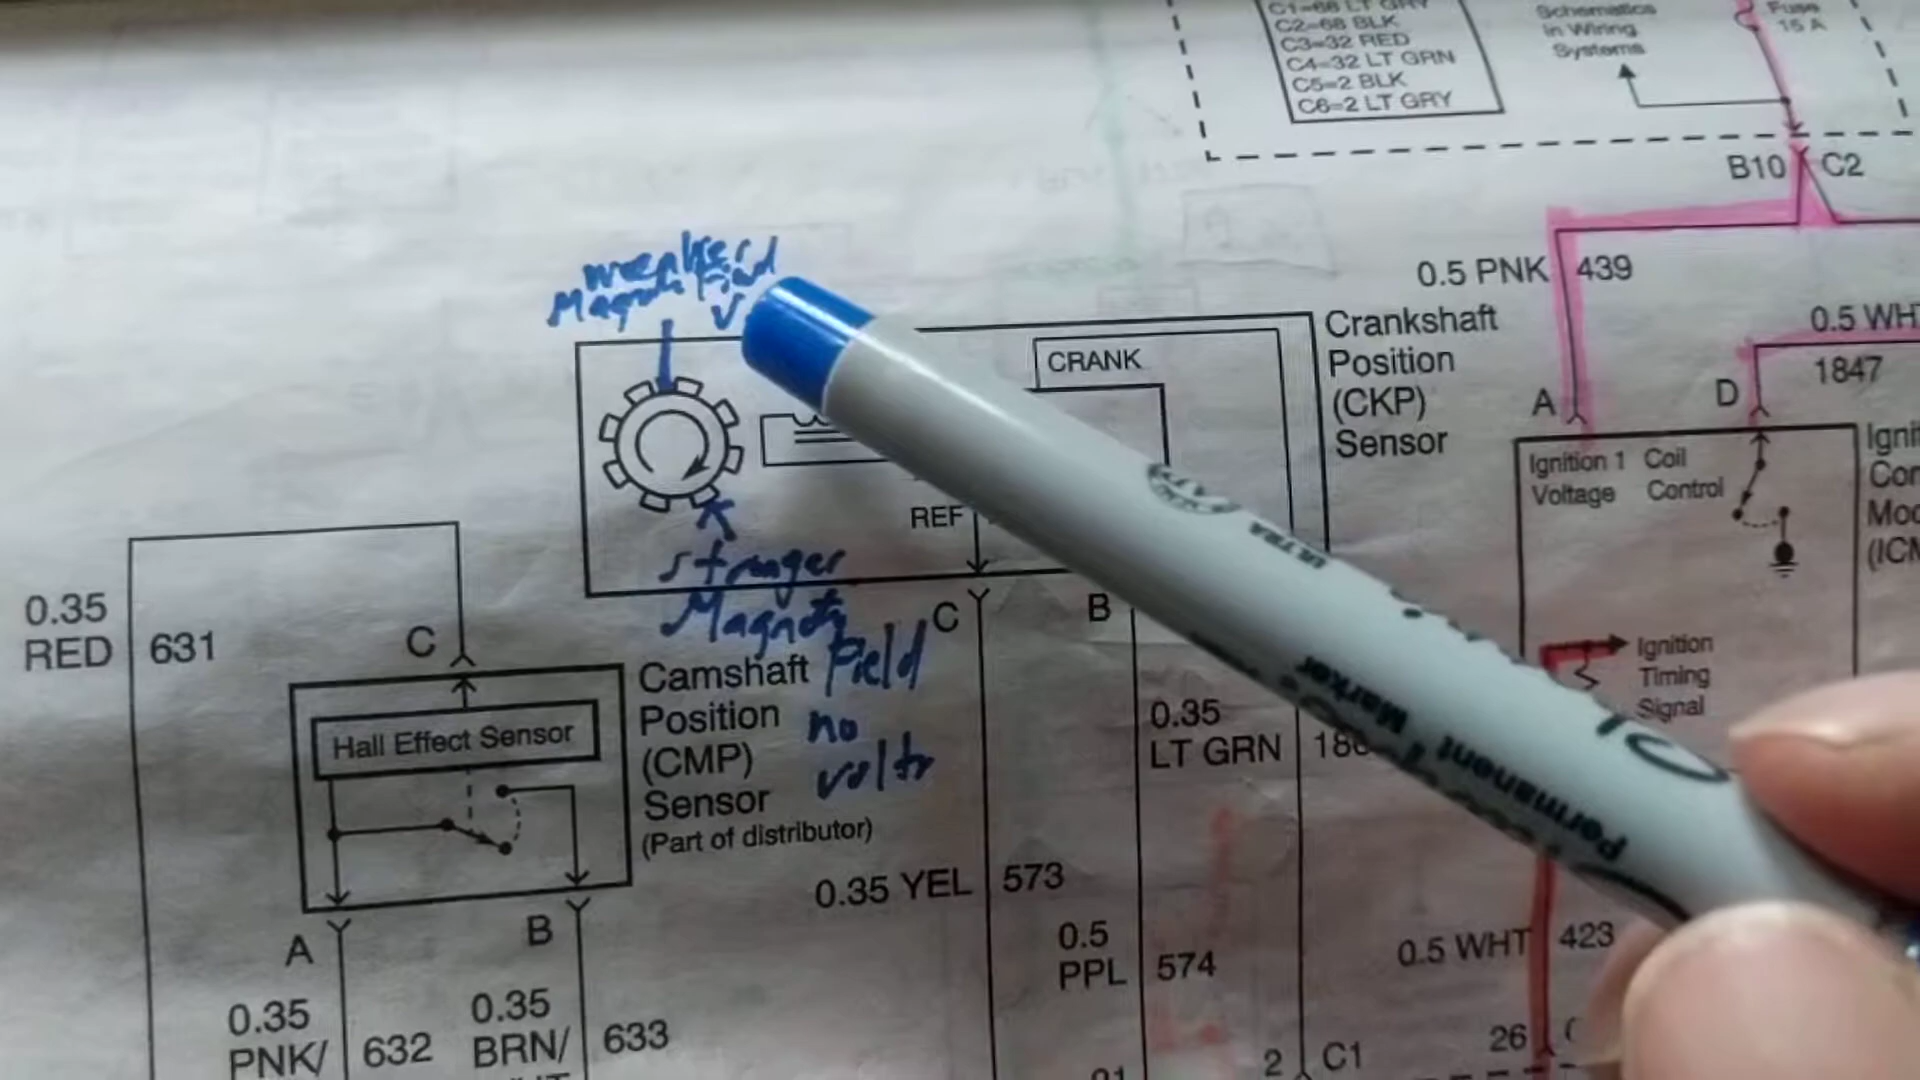 C1=68 LT GRY
C2=68 BLK
C3=32 RED
C4=32 LT GRN
C5=2 BLK
C6=2 LT GRY
Schematics
in Wiring
Systems
Fuse
15 A
B10 C2
weaker
Field
0.5 PNK 439
0.5 WHT
1847
Crankshaft
Position
(CKP)
Sensor
CRANK
A
D
Ignition 1
Voltage
Coil
Control
REF
stronger
C
B
Field
no
volts
0.35
RED
631
C
Hall Effect Sensor
Camshaft
Position
(CMP)
Sensor
(Part of distributor)
Ignition
Timing
Signal
0.35
LT GRN
ULTRA
Permanent
Marker
0.35 YEL 573
0.5
PPL 574
0.5 WHT 423
A
B
0.35
PNK/ 632
0.35
BRN/ 633
26
2 C1